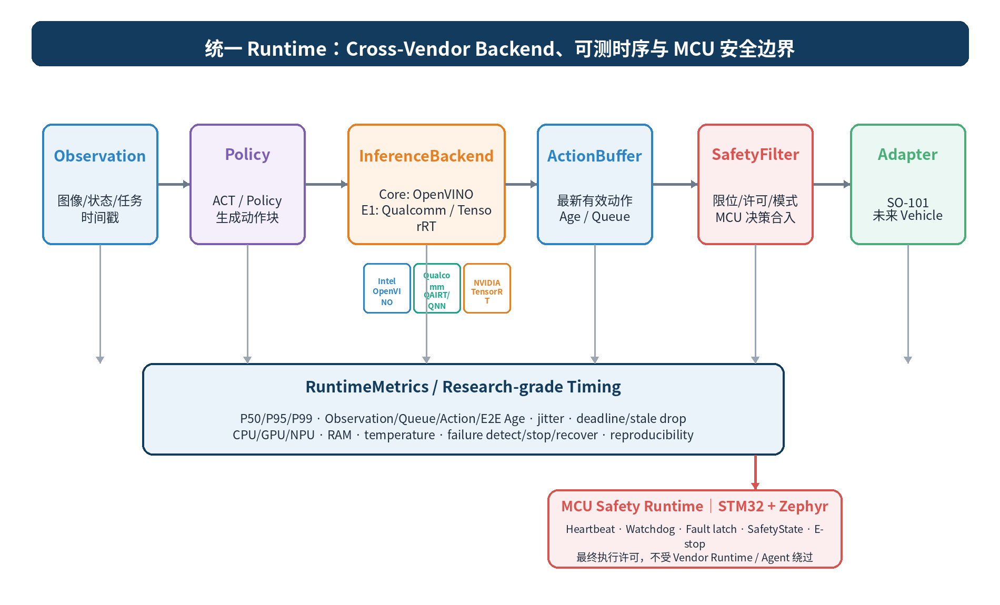 统一 Runtime：Cross-Vendor Backend、可测时序与 MCU 安全边界
Observation
图像/状态/任务
时间戳
Policy
ACT / Policy
生成动作块
InferenceBackend
Core: OpenVINO
E1: Qualcomm / Tenso
rRT
ActionBuffer
最新有效动作
Age / Queue
SafetyFilter
限位/许可/模式
MCU 决策合入
Adapter
SO-101
未来 Vehicle
Intel
OpenVI
NO
Qualco
mm
QAIRT/
QNN
NVIDIA
TensorR
T
RuntimeMetrics / Research-grade Timing
P50/P95/P99 · Observation/Queue/Action/E2E Age · jitter · deadline/stale drop
CPU/GPU/NPU · RAM · temperature · failure detect/stop/recover · reproducibility
MCU Safety Runtime｜STM32 + Zephyr
Heartbeat · Watchdog · Fault latch · SafetyState · E-
stop
最终执行许可，不受 Vendor Runtime / Agent 绕过